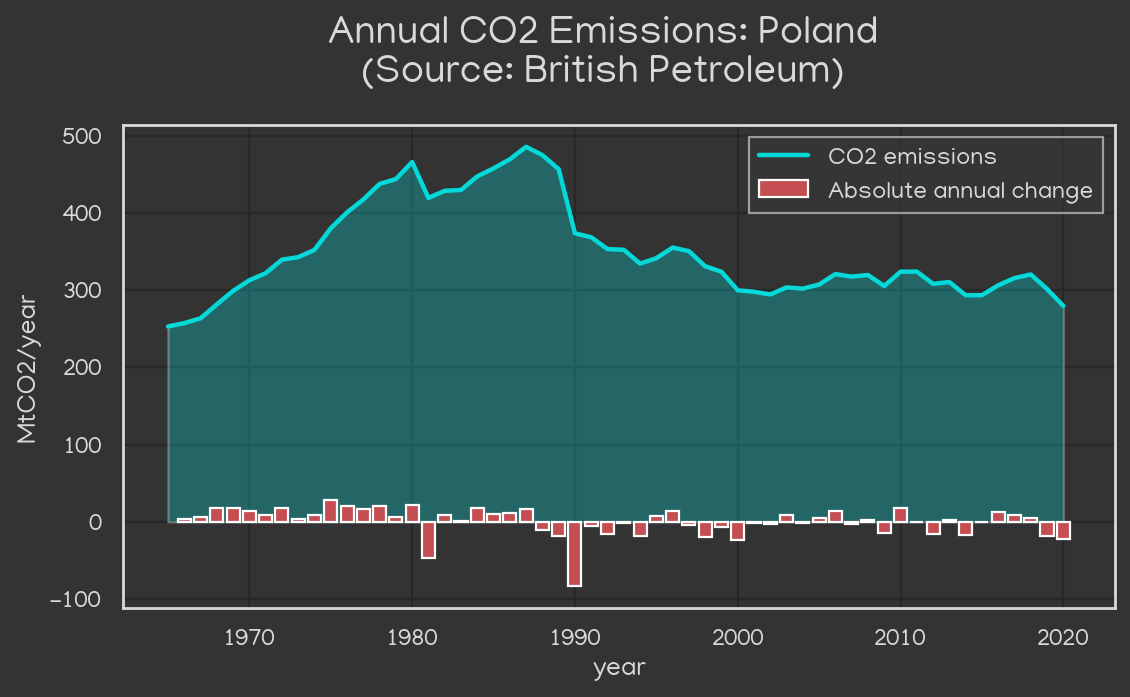 Annual CO2 Emissions: Poland
(Source: British Petroleum)
CO2 emissions
Absolute annual change
MtCO2/year
500
400
300
200
100
0
−100
1970 1980 1990 2000 2010 2020
year